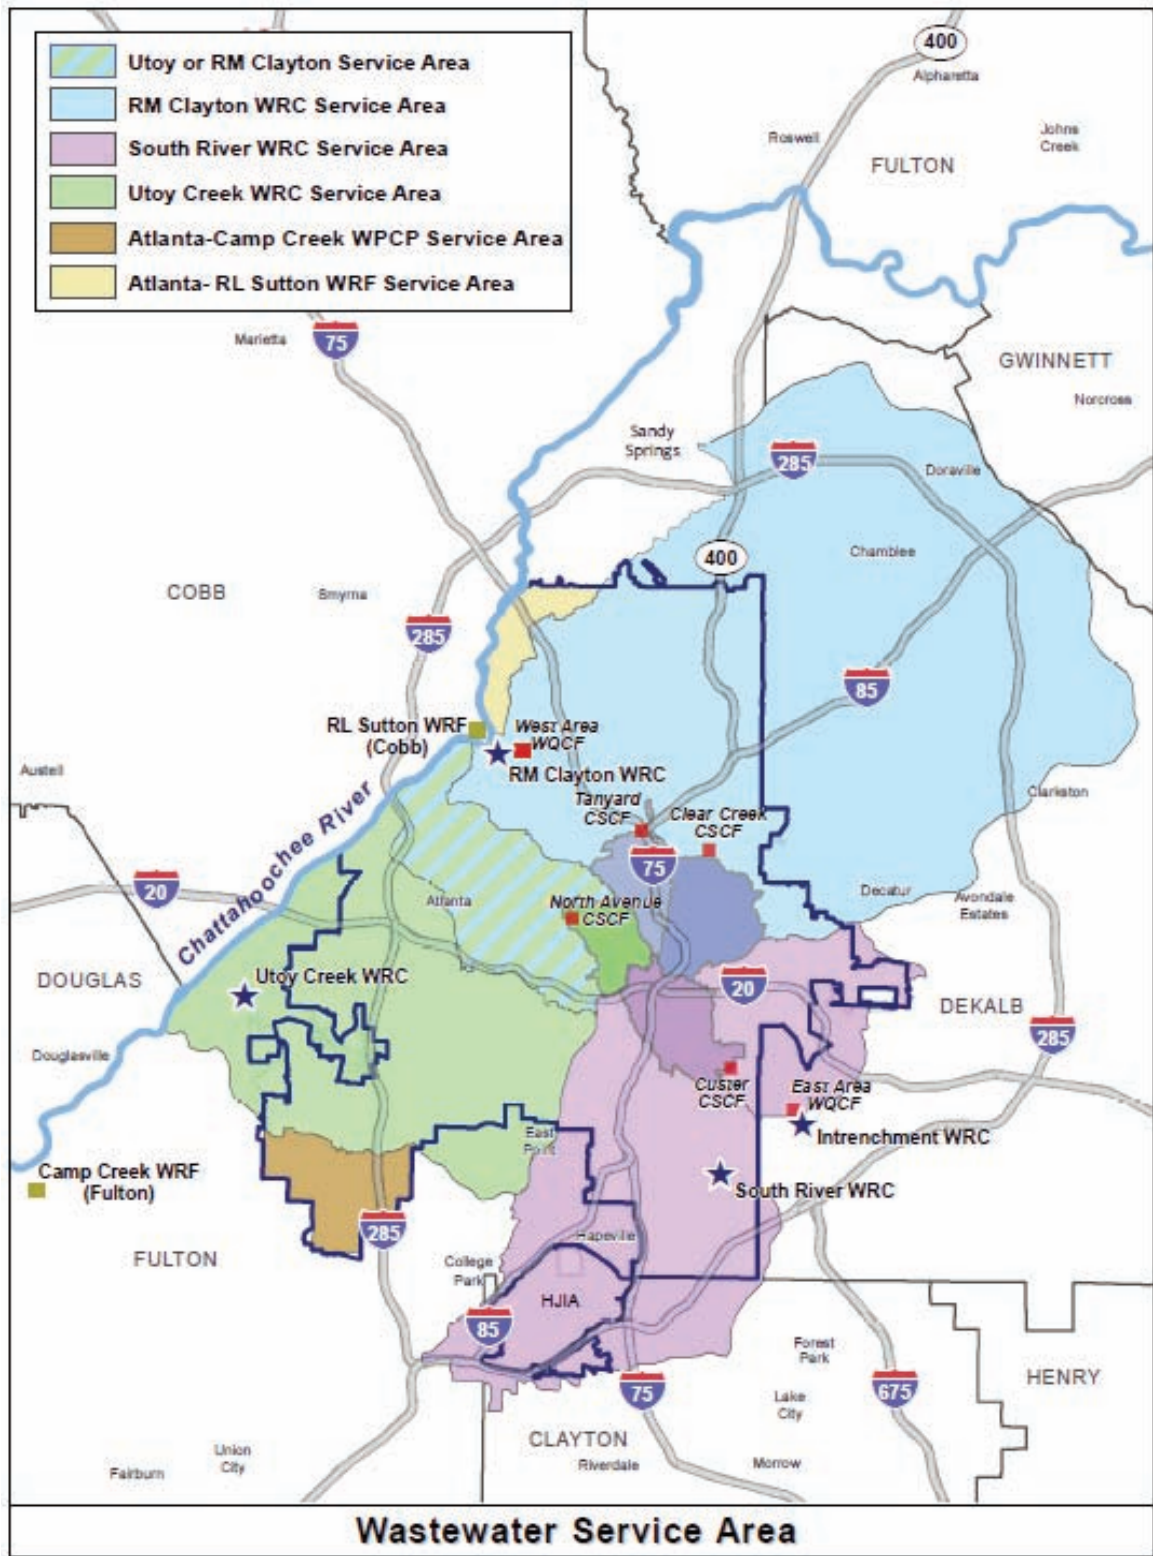 Utoy or RM Clayton Service Area
RM Clayton WRC Service Area
South River WRC Service Area
Utoy Creek WRC Service Area
Atlanta-Camp Creek WPCP Service Area
Atlanta- RL Sutton WRF Service Area
400
Alpharetta
Roswell
Johns
Creek
FULTON
Marietta
75
GWINNETT
Norcross
Sandy
Springs
285
Doraville
400
Chamblee
COBB
Smyrna
285
85
RL Sutton WRF
(Cobb)
West Area
WQCF
RM Clayton WRC
Austell
Chattahoochee River
Tanyard
CSCF
Clear Creek
CSCF
Clarkston
75
20
Atlanta
North Avenue
CSCF
Decatur
Avondale
Estates
DOUGLAS
Utoy Creek WRC
20
DEKALB
285
Douglasville
Custer
CSCF
East Area
WQCF
Intrenchment WRC
East
Point
Camp Creek WRF
(Fulton)
South River WRC
285
FULTON
Hapeville
College
Park
HJIA
85
Forest
Park
HENRY
75
675
Lake
City
CLAYTON
Riverdale
Morrow
Union
City
Fairburn
Wastewater Service Area